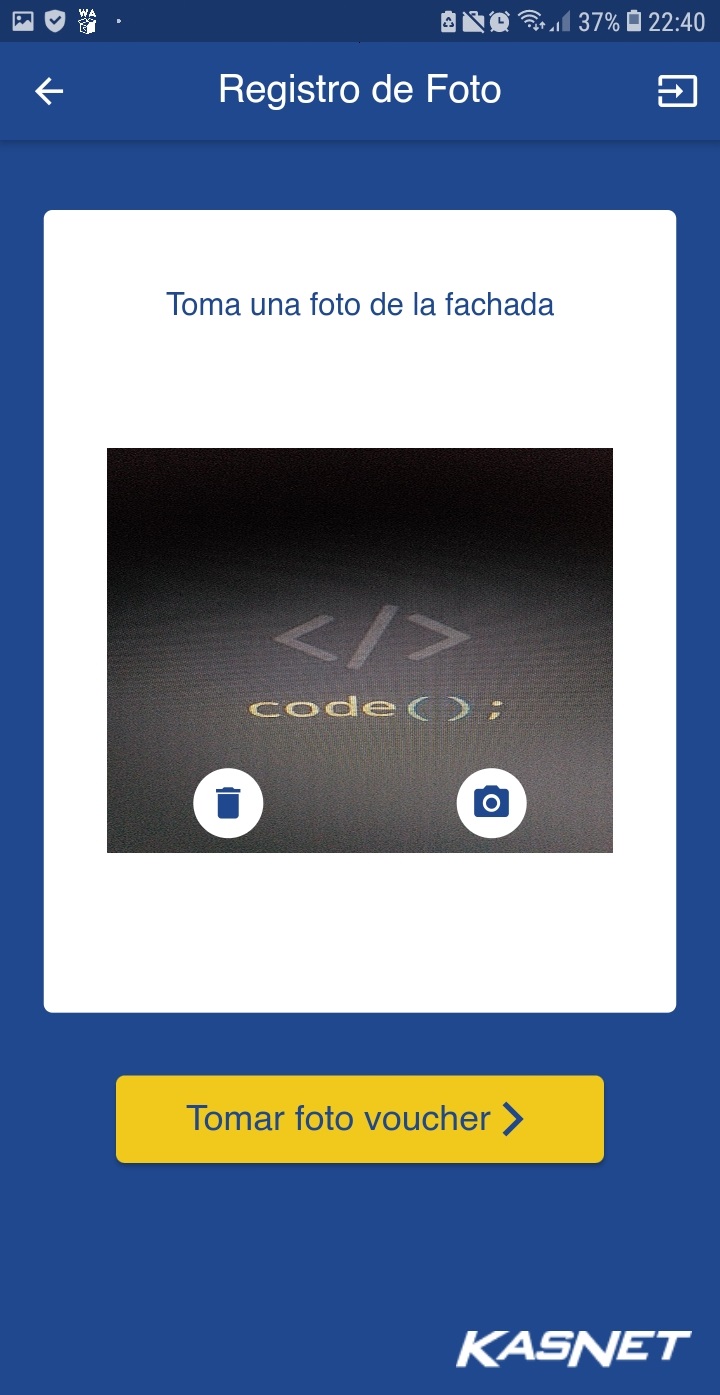 WA
37% 22:40
Registro de Foto
Toma una foto de la fachada
</>
code();
Tomar foto voucher
KASNET